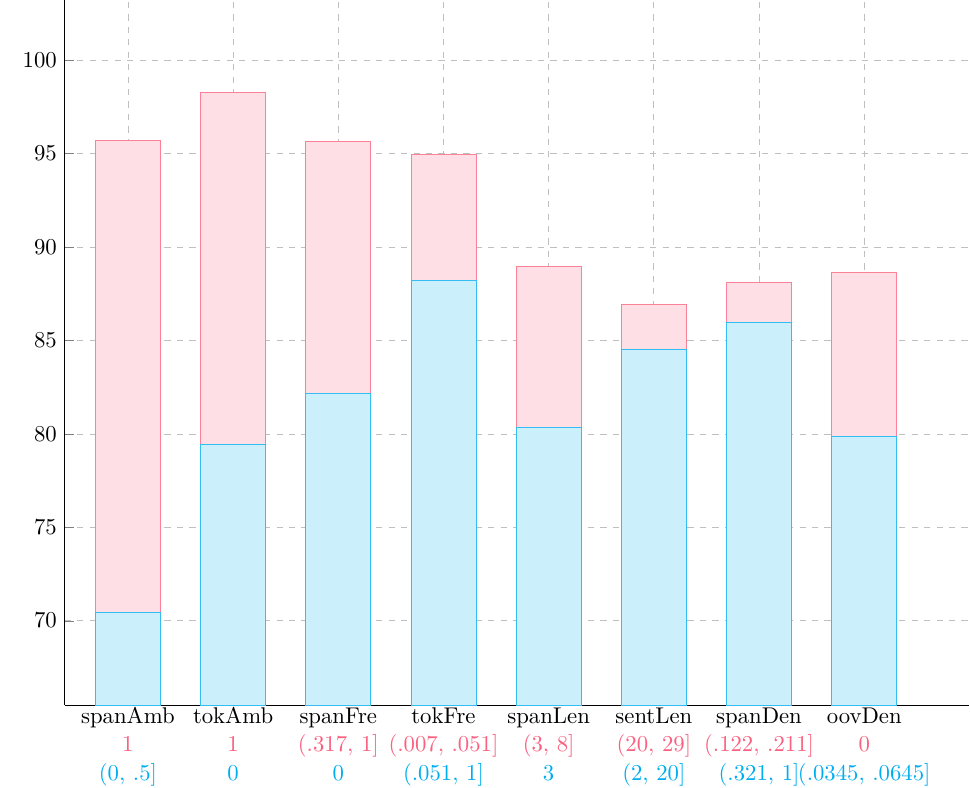 100
95
90
85
80
75
70
spanAmb tokAmb spanFre tokFre spanLen sentLen spanDen oovDen
1 1 (.317, 1] (.007, .051] (3, 8] (20, 29] (.122, .211] 0
(0, .5] 0 0 (.051, 1] 3 (2, 20] (.321, 1] (.0345, .0645]